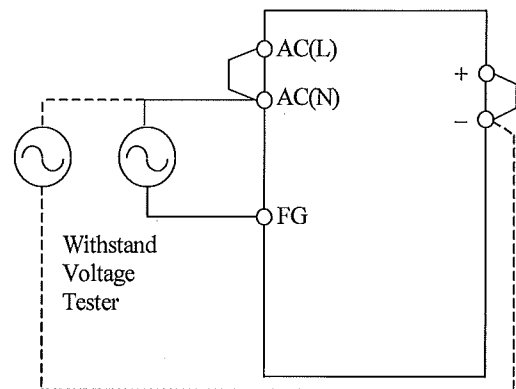 AC(L)
+
AC(N)
−
FG
Withstand
Voltage
Tester